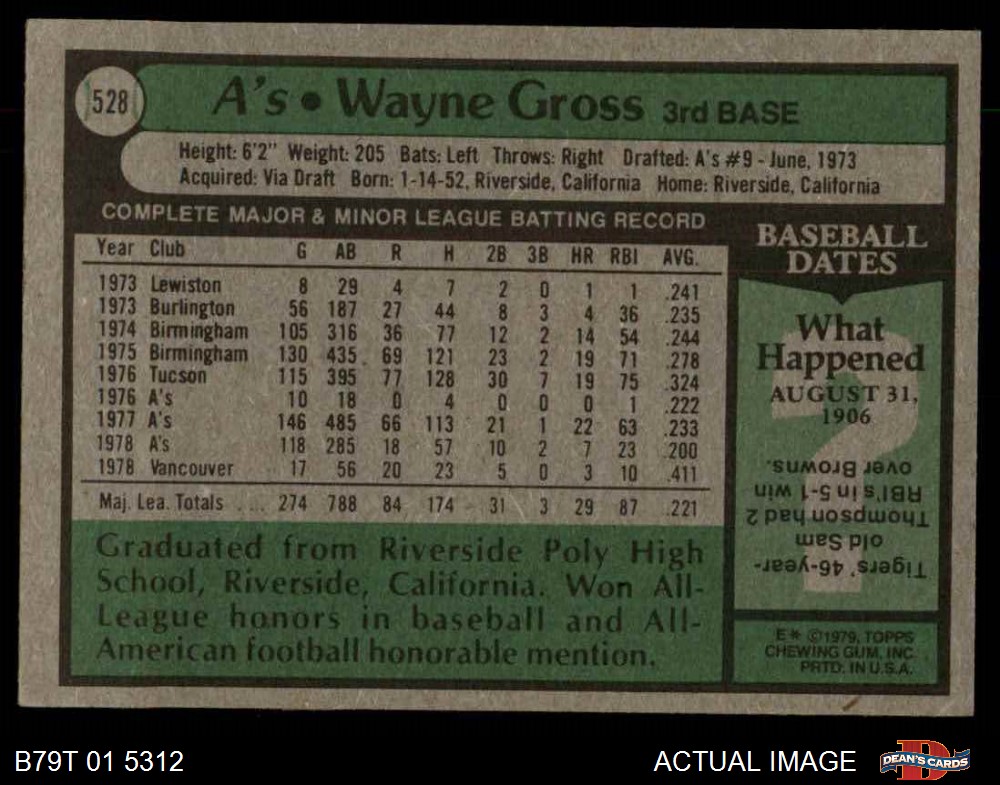 528
A's • Wayne Gross 3rd BASE
Height: 6'2" Weight: 205 Bats: Left Throws: Right Drafted: A's #9 - June, 1973
Acquired: Via Draft Born: 1-14-52, Riverside, California Home: Riverside, California
COMPLETE MAJOR & MINOR LEAGUE BATTING RECORD
Year Club G AB R H 2B 3B HR RBI AVG.
1973 Lewiston 8 29 4 7 2 0 1 1 .241
1973 Burlington 56 187 27 44 8 3 4 36 .235
1974 Birmingham 105 316 36 77 12 2 14 54 .244
1975 Birmingham 130 435 69 121 23 2 19 71 .278
1976 Tucson 115 395 77 128 30 7 19 75 .324
1976 A's 10 18 0 4 0 0 0 1 .222
1977 A's 146 485 66 113 21 1 22 63 .233
1978 A's 118 285 18 57 10 2 7 23 .200
1978 Vancouver 17 56 20 23 5 0 3 10 .411
Maj. Lea. Totals ... 274 788 84 174 31 3 29 87 .221
Graduated from Riverside Poly High
School, Riverside, California. Won All-
League honors in baseball and All-
American football honorable mention.
BASEBALL
DATES
What
Happened
AUGUST 31,
1906
?
Tigers' 46-year-
old Sam
Thompson had 2
RBI's in 5-1 win
over Browns.
E* ©1979, TOPPS
CHEWING GUM, INC.
PRTD. IN U.S.A.
B79T 01 5312
ACTUAL IMAGE
D
DEAN'S CARDS